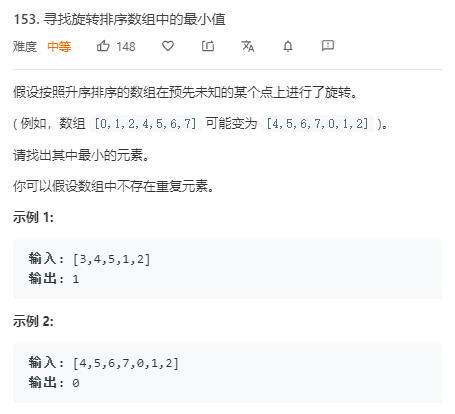 153. 寻找旋转排序数组中的最小值
难度 中等 148
假设按照升序排序的数组在预先未知的某个点上进行了旋转。
( 例如，数组 [0,1,2,4,5,6,7] 可能变为 [4,5,6,7,0,1,2] )。
请找出其中最小的元素。
你可以假设数组中不存在重复元素。
示例 1:
输入: [3,4,5,1,2]
输出: 1
示例 2:
输入: [4,5,6,7,0,1,2]
输出: 0